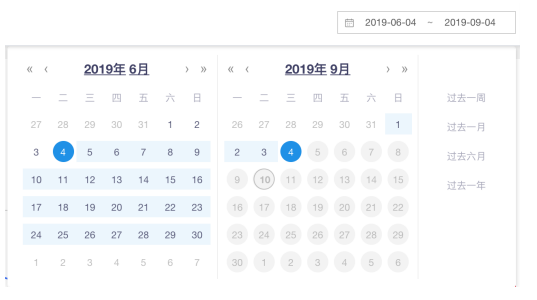 2019-06-04 ~ 2019-09-04
« ‹ 2019年 6月 › »
一 二 三 四 五 六 日
27 28 29 30 31 1 2
3 4 5 6 7 8 9
10 11 12 13 14 15 16
17 18 19 20 21 22 23
24 25 26 27 28 29 30
1 2 3 4 5 6 7
« ‹ 2019年 9月 › »
一 二 三 四 五 六 日
26 27 28 29 30 31 1
2 3 4 5 6 7 8
9 10 11 12 13 14 15
16 17 18 19 20 21 22
23 24 25 26 27 28 29
30 1 2 3 4 5 6
过去一周
过去一月
过去六月
过去一年